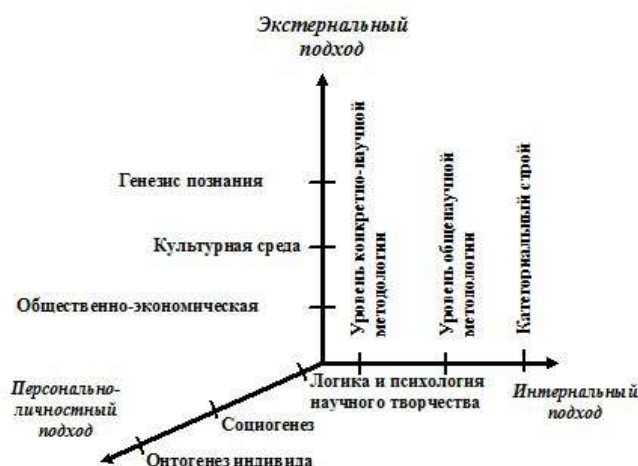 Экстернальный
подход
Генезис познания
Культурная среда
Общественно-экономическая
Уровень конкретно-научной
методологии
Уровень общенаучной
метопологии
Категориальный строй
Персонально-
личностный
подход
Логика и психология
научного творчества
Интернальный
подход
Социогенез
Онтогенез индивида